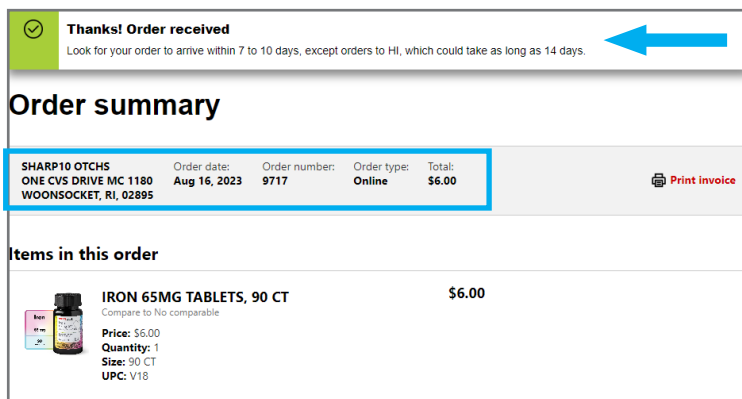 Thanks! Order received
Look for your order to arrive within 7 to 10 days, except orders to HI, which could take as long as 14 days.
Order summary
SHARP10 OTCHS
ONE CVS DRIVE MC 1180
WOONSOCKET, RI, 02895
Order date:
Aug 16, 2023
Order number:
9717
Order type:
Online
Total:
$6.00
Print invoice
Items in this order
IRON 65MG TABLETS, 90 CT
$6.00
Compare to No comparable
Price: $6.00
Quantity: 1
Size: 90 CT
UPC: V18
Iron
65 mg
90